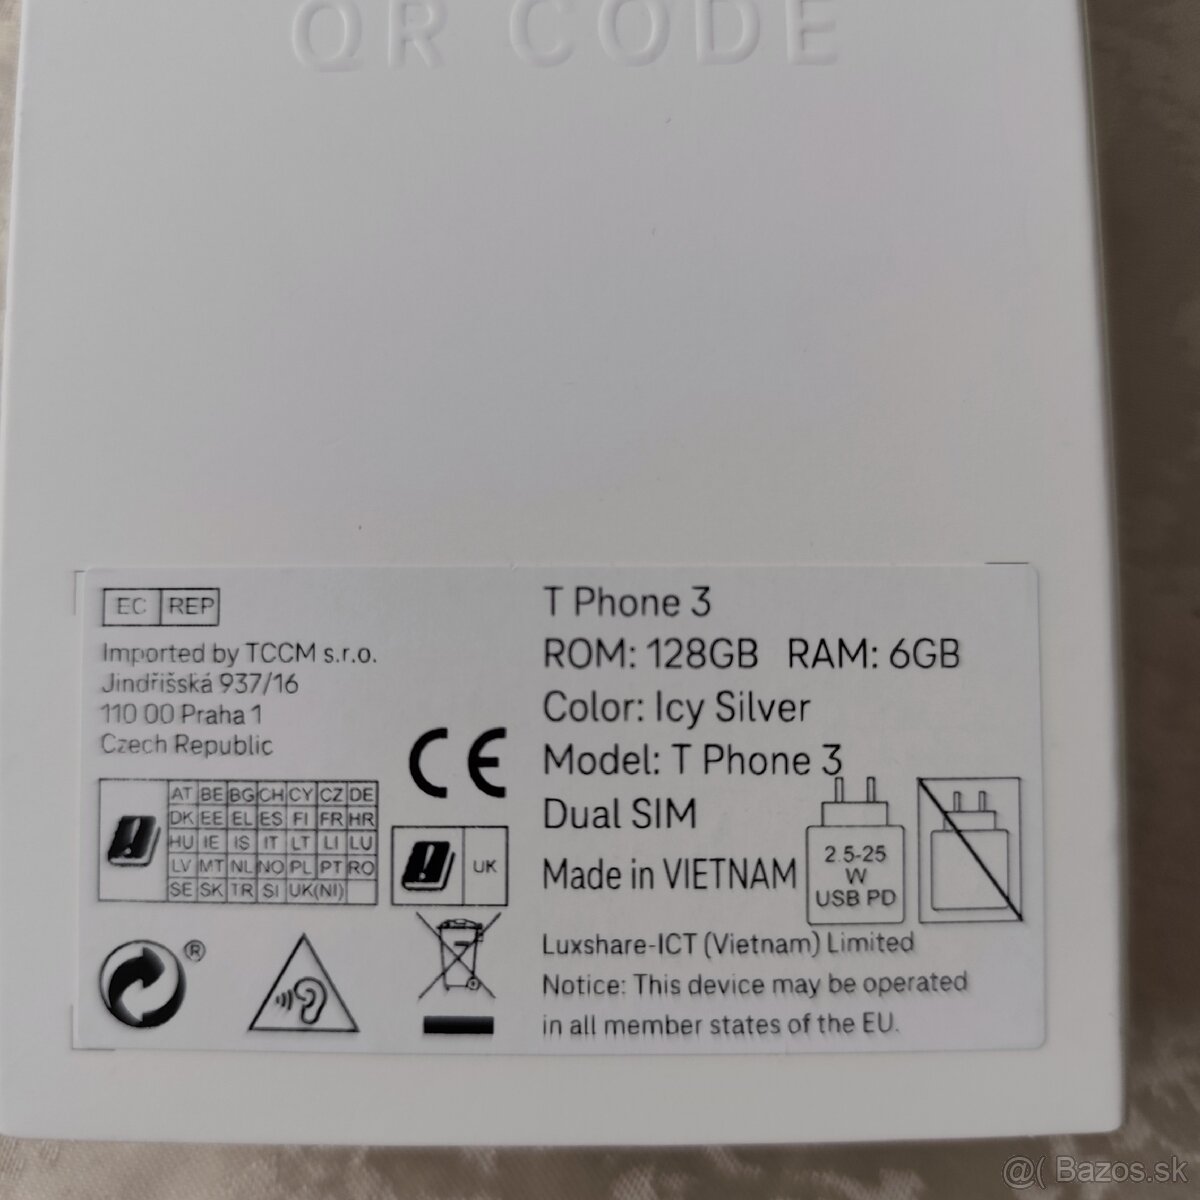 QR CODE
EC REP
Imported by TCCM s.r.o.
Jindřišská 937/16
110 00 Praha 1
Czech Republic
AT BE BG CH CY CZ DE
DK EE EL ES FI FR HR
HU IE IS IT LT LI LU
LV MT NL NO PL PT RO
SE SK TR SI UK(NI)
CE
UK
®
T Phone 3
ROM: 128GB RAM: 6GB
Color: Icy Silver
Model: T Phone 3
Dual SIM
Made in VIETNAM
2.5-25
W
USB PD
Luxshare-ICT (Vietnam) Limited
Notice: This device may be operated
in all member states of the EU.
@( Bazos.sk